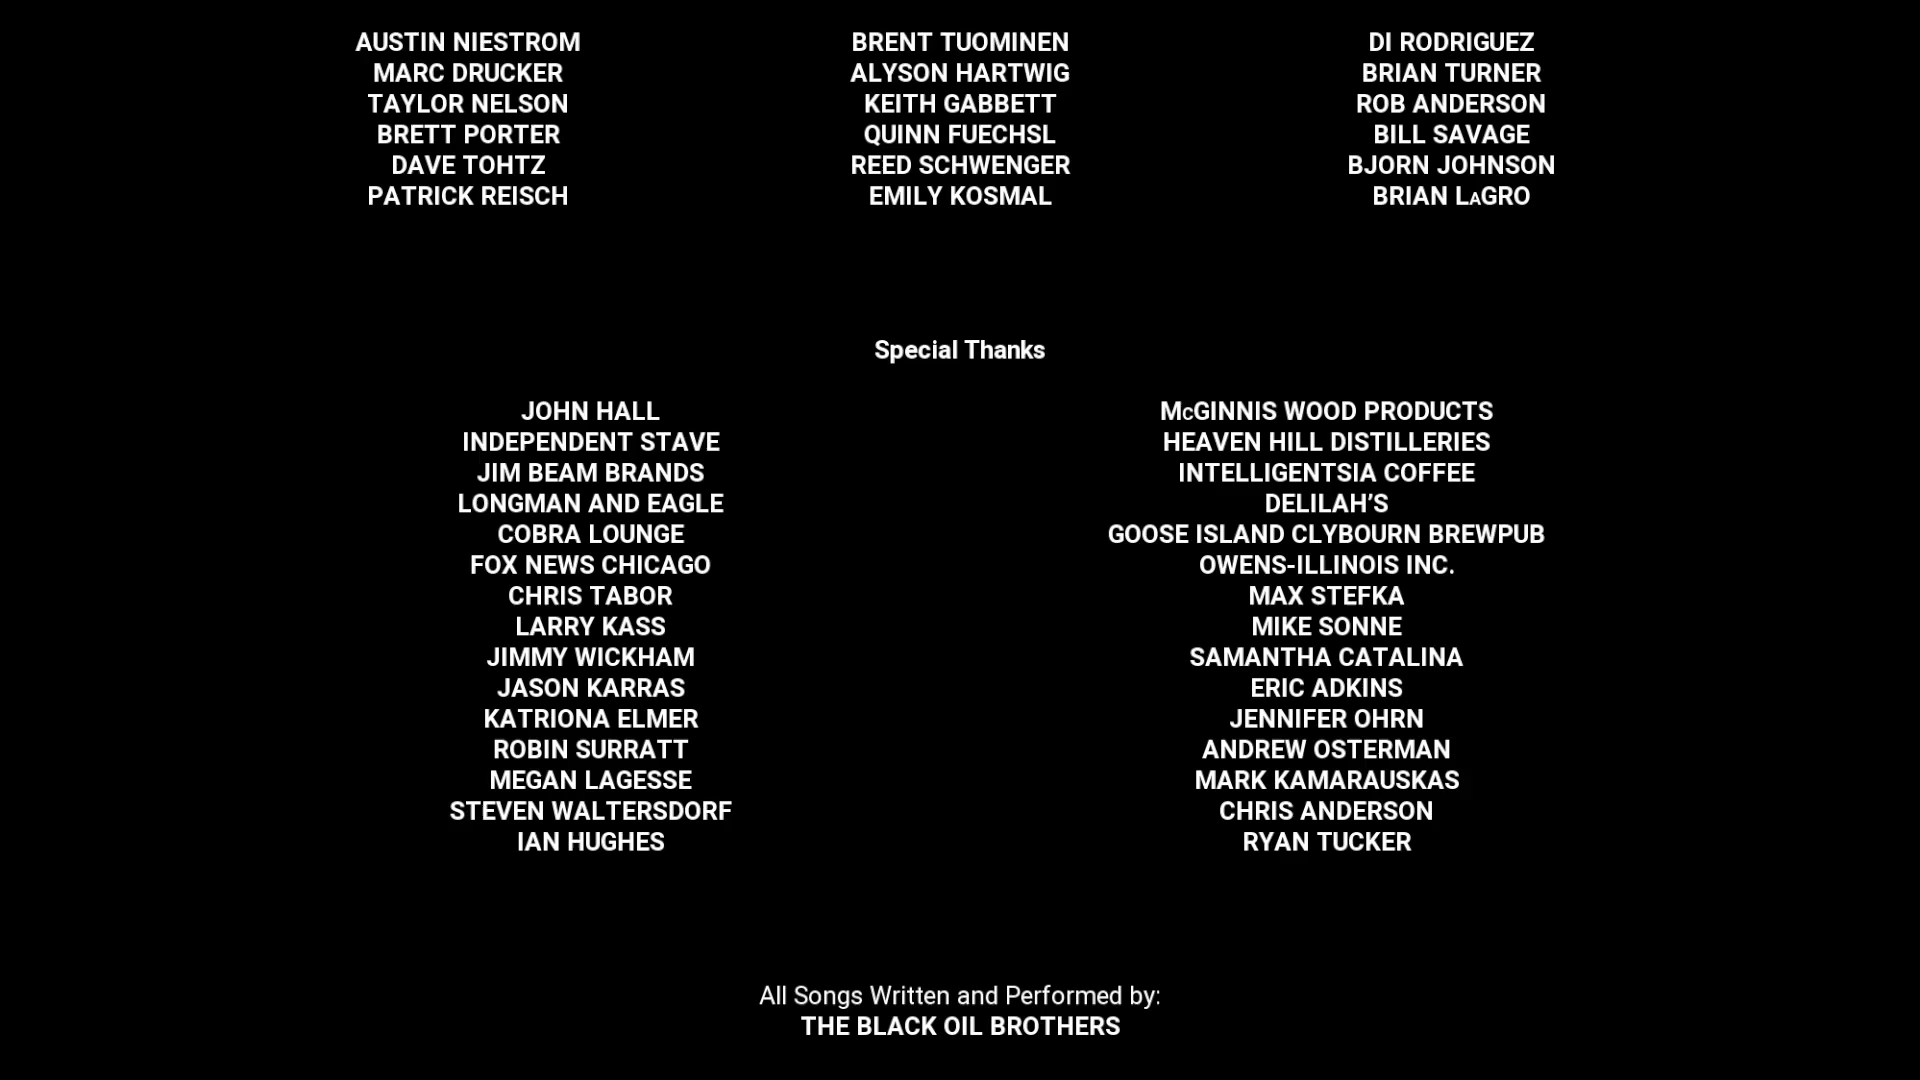 AUSTIN NIESTROM
MARC DRUCKER
TAYLOR NELSON
BRETT PORTER
DAVE TOHTZ
PATRICK REISCH
BRENT TUOMINEN
ALYSON HARTWIG
KEITH GABBETT
QUINN FUECHSL
REED SCHWENGER
EMILY KOSMAL
DI RODRIGUEZ
BRIAN TURNER
ROB ANDERSON
BILL SAVAGE
BJORN JOHNSON
BRIAN LAGRO
Special Thanks
JOHN HALL
INDEPENDENT STAVE
JIM BEAM BRANDS
LONGMAN AND EAGLE
COBRA LOUNGE
FOX NEWS CHICAGO
CHRIS TABOR
LARRY KASS
JIMMY WICKHAM
JASON KARRAS
KATRIONA ELMER
ROBIN SURRATT
MEGAN LAGESSE
STEVEN WALTERSDORF
IAN HUGHES
McGINNIS WOOD PRODUCTS
HEAVEN HILL DISTILLERIES
INTELLIGENTSIA COFFEE
DELILAH’S
GOOSE ISLAND CLYBOURN BREWPUB
OWENS-ILLINOIS INC.
MAX STEFKA
MIKE SONNE
SAMANTHA CATALINA
ERIC ADKINS
JENNIFER OHRN
ANDREW OSTERMAN
MARK KAMARAUSKAS
CHRIS ANDERSON
RYAN TUCKER
All Songs Written and Performed by:
THE BLACK OIL BROTHERS